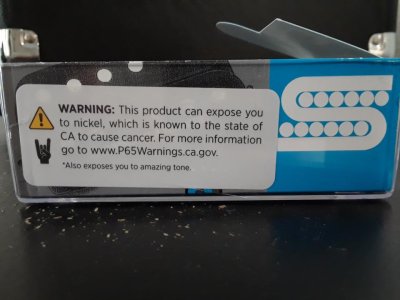 WARNING: This product can expose you
to nickel, which is known to the state of
CA to cause cancer. For more information
go to www.P65Warnings.ca.gov.
*Also exposes you to amazing tone.